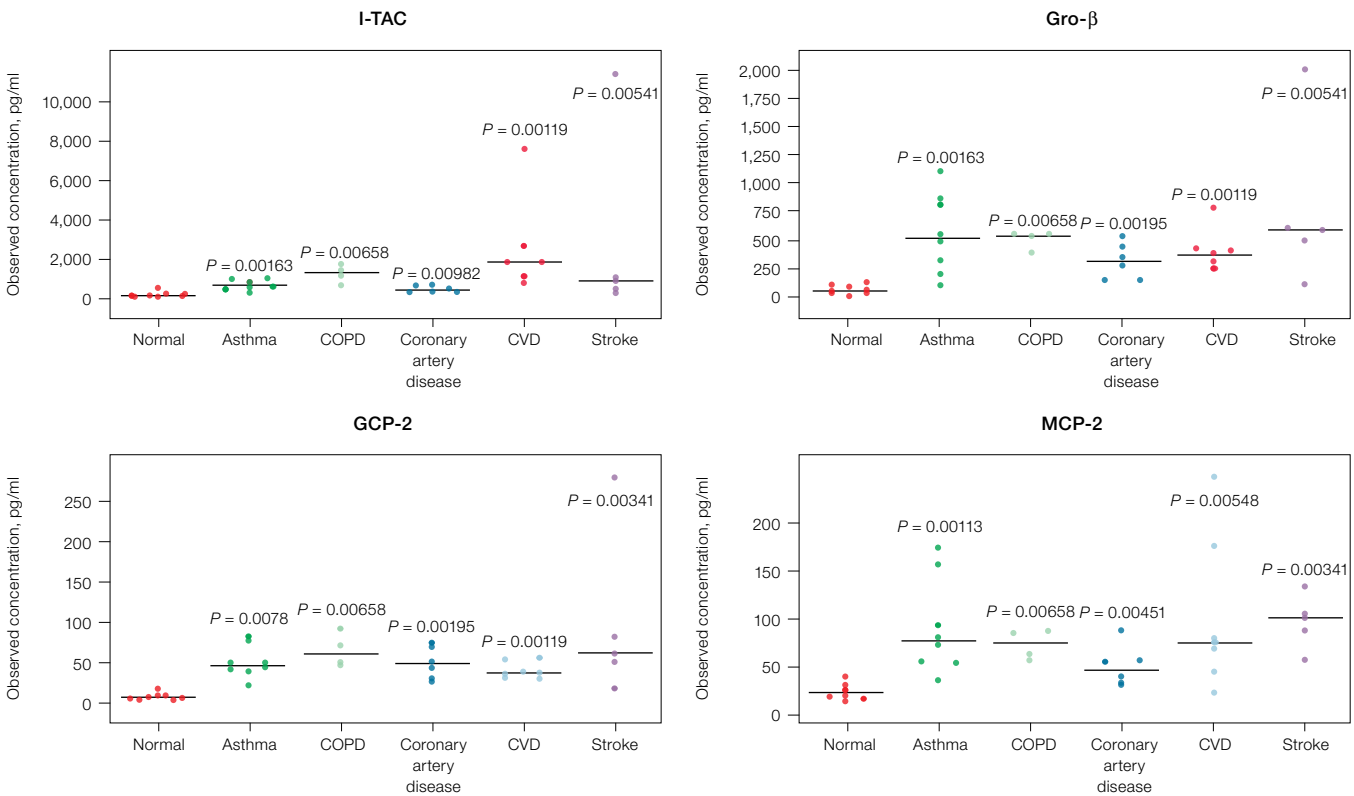 I-TAC
Observed concentration, pg/ml
10,000
8,000
6,000
4,000
2,000
0
P = 0.00163
P = 0.00658
P = 0.00982
P = 0.00119
P = 0.00541
Normal
Asthma
COPD
Coronary
artery
disease
CVD
Stroke
Gro-β
Observed concentration, pg/ml
2,000
1,750
1,500
1,250
1,000
750
500
250
0
P = 0.00163
P = 0.00658
P = 0.00195
P = 0.00119
P = 0.00541
Normal
Asthma
COPD
Coronary
artery
disease
CVD
Stroke
GCP-2
Observed concentration, pg/ml
250
200
150
100
50
0
P = 0.0078
P = 0.00658
P = 0.00195
P = 0.00119
P = 0.00341
Normal
Asthma
COPD
Coronary
artery
disease
CVD
Stroke
MCP-2
Observed concentration, pg/ml
200
150
100
50
0
P = 0.00113
P = 0.00658
P = 0.00451
P = 0.00548
P = 0.00341
Normal
Asthma
COPD
Coronary
artery
disease
CVD
Stroke